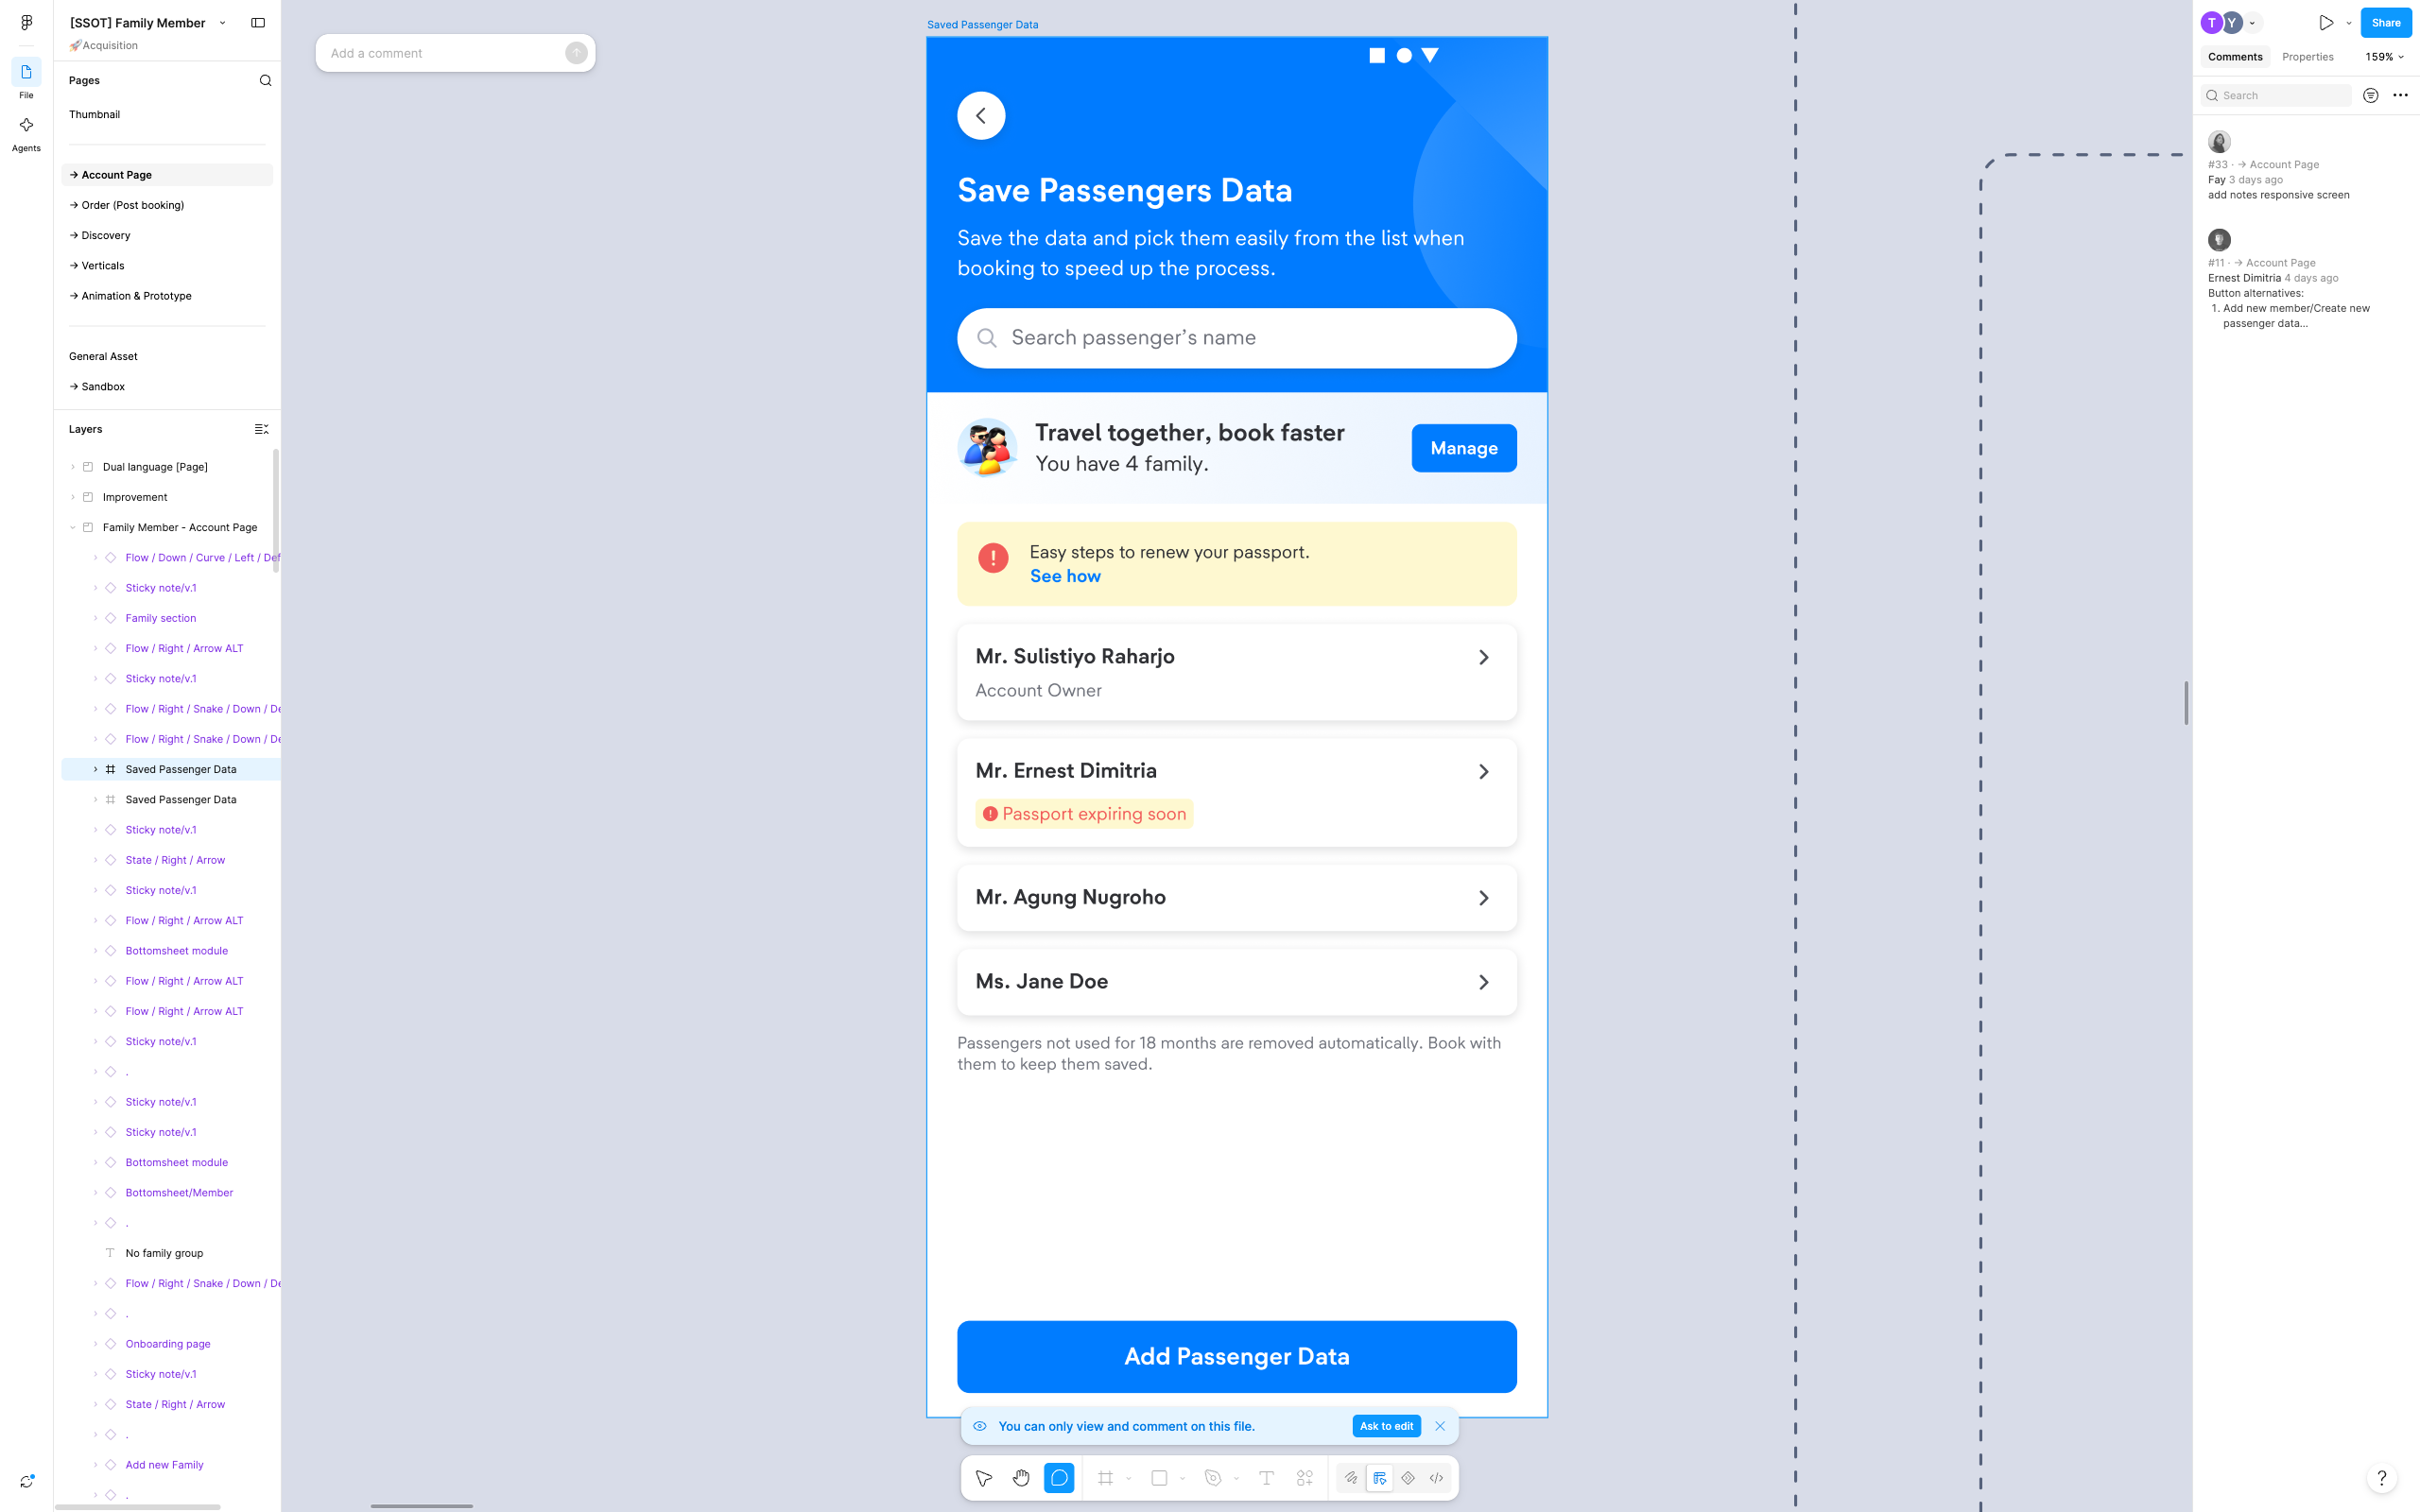 [SSOT] Family Member
🚀Acquisition
File
Agents
Pages
Thumbnail
→ Account Page
→ Order (Post booking)
→ Discovery
→ Verticals
→ Animation & Prototype
General Asset
→ Sandbox
Layers
Dual language [Page]
Improvement
Family Member - Account Page
Flow / Down / Curve / Left / Def
Sticky note/v.1
Family section
Flow / Right / Arrow ALT
Sticky note/v.1
Flow / Right / Snake / Down / De
Flow / Right / Snake / Down / De
Saved Passenger Data
Saved Passenger Data
Sticky note/v.1
State / Right / Arrow
Sticky note/v.1
Flow / Right / Arrow ALT
Bottomsheet module
Flow / Right / Arrow ALT
Flow / Right / Arrow ALT
Sticky note/v.1
.
Sticky note/v.1
Sticky note/v.1
Bottomsheet module
Bottomsheet/Member
.
No family group
Flow / Right / Snake / Down / De
.
Onboarding page
Sticky note/v.1
State / Right / Arrow
.
Add new Family
.
Add a comment
Saved Passenger Data
Save Passengers Data
Save the data and pick them easily from the list when
booking to speed up the process.
Search passenger’s name
Travel together, book faster
You have 4 family.
Manage
Easy steps to renew your passport.
See how
Mr. Sulistiyo Raharjo
Account Owner
Mr. Ernest Dimitria
Passport expiring soon
Mr. Agung Nugroho
Ms. Jane Doe
Passengers not used for 18 months are removed automatically. Book with
them to keep them saved.
Add Passenger Data
You can only view and comment on this file.
Ask to edit
T
Y
Share
Comments
Properties
159%
Search
#33 · → Account Page
Fay 3 days ago
add notes responsive screen
#11 · → Account Page
Ernest Dimitria 4 days ago
Button alternatives:
1. Add new member/Create new
passenger data...
?